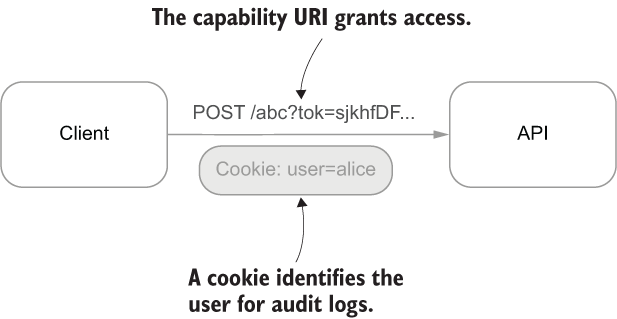 The capability URI grants access.
POST /abc?tok=sjkhfDF...
Client
API
Cookie: user=alice
A cookie identifies the
user for audit logs.